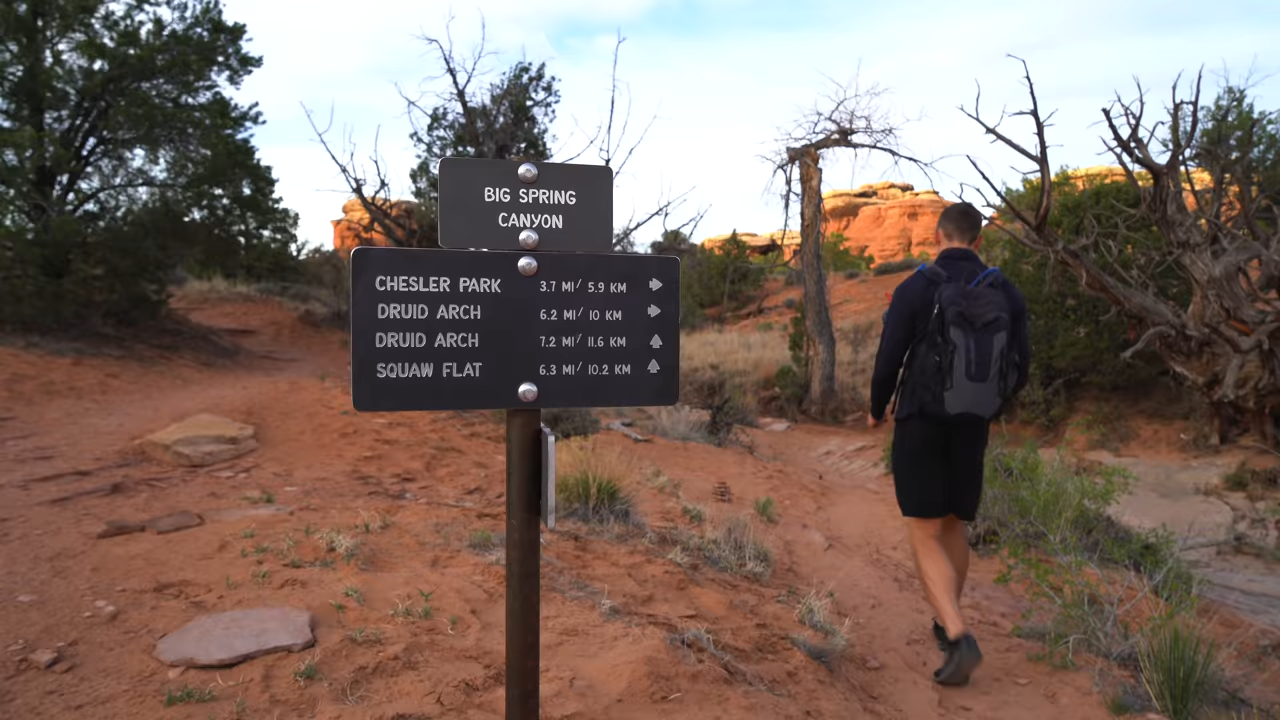 BIG SPRING
CANYON
CHESLER PARK 3.7 MI/ 5.9 KM
DRUID ARCH 6.2 MI/ 10 KM
DRUID ARCH 7.2 MI/ 11.6 KM
SQUAW FLAT 6.3 MI/ 10.2 KM